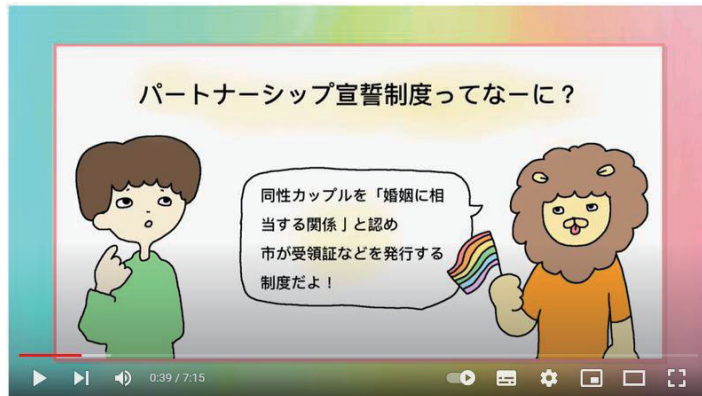 パートナーシップ宣誓制度ってなーに？
同性カップルを「婚姻に相
当する関係」と認め
市が受領証などを発行する
制度だよ！
0:39 / 7:15